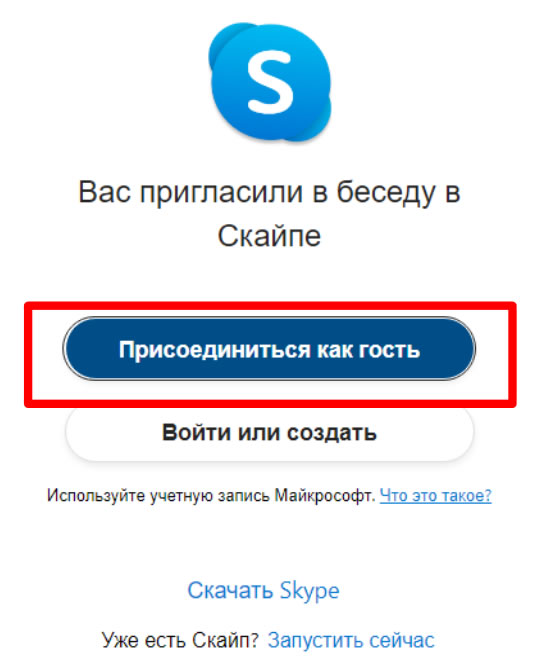 S
Вас пригласили в беседу в
Скайпе
Присоединиться как гость
Войти или создать
Используйте учетную запись Майкрософт. Что это такое?
Скачать Skype
Уже есть Скайп? Запустить сейчас